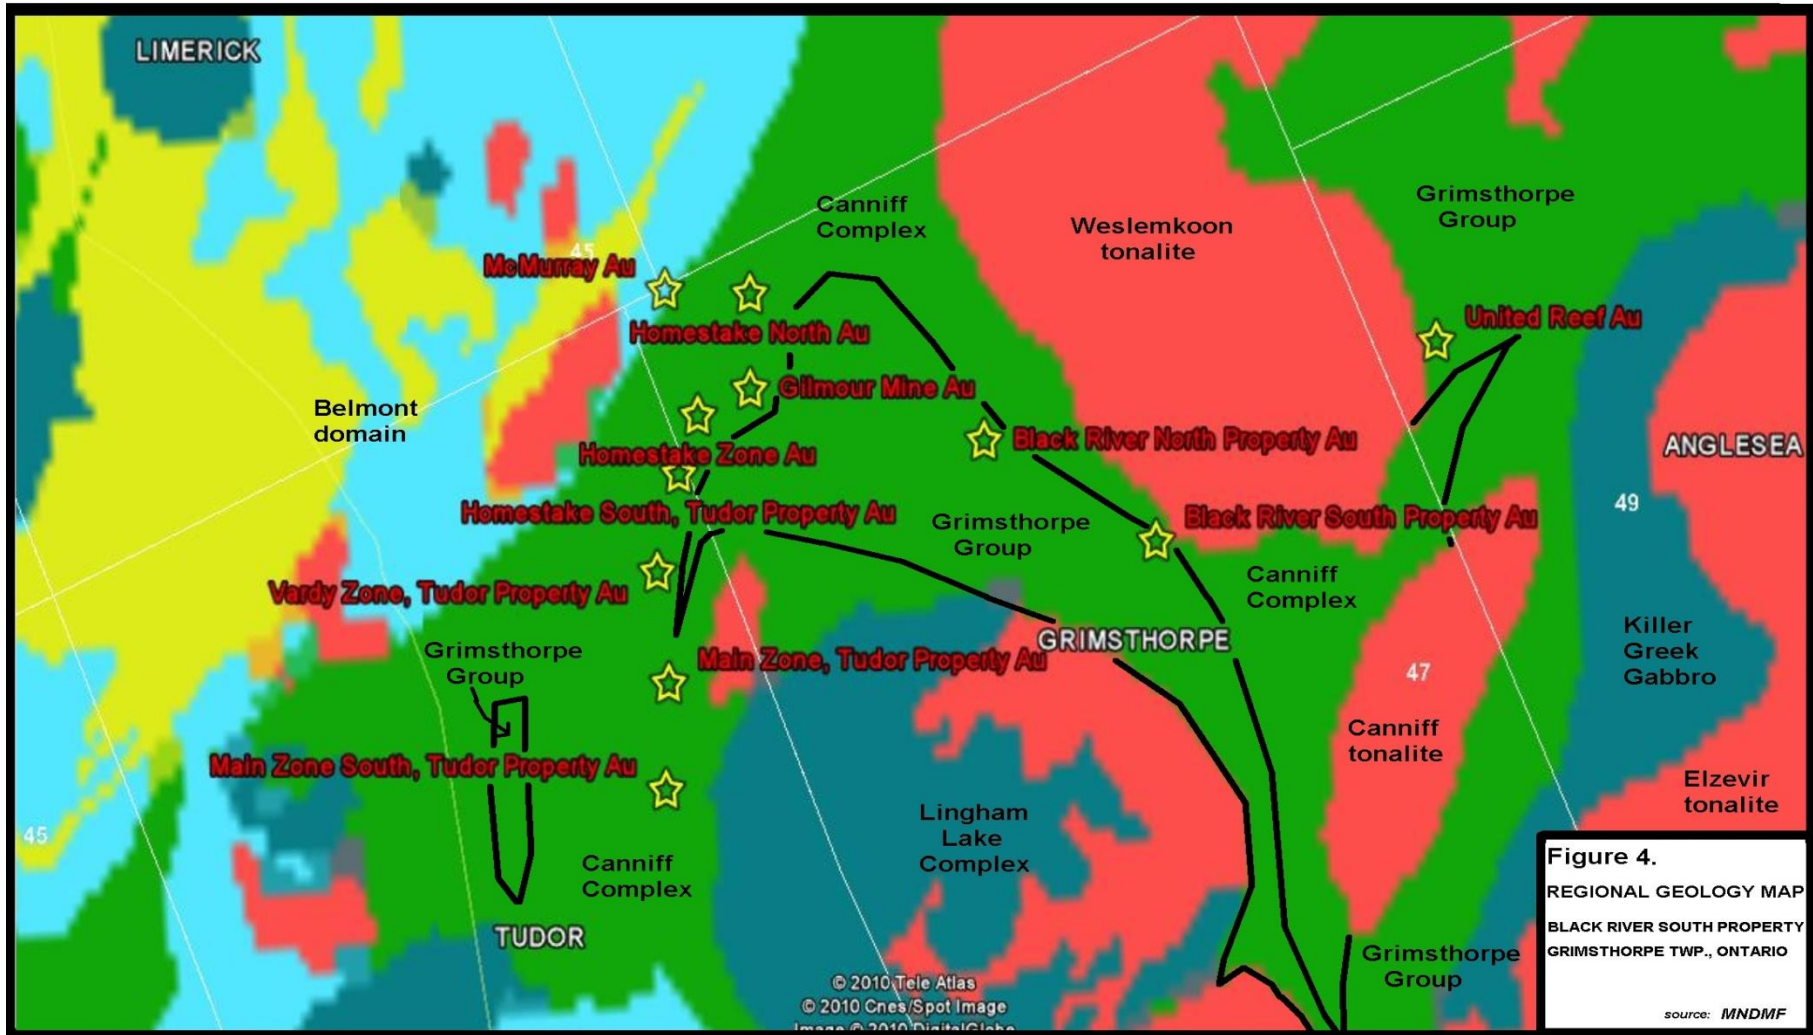 LIMERICK
Canniff
Complex
Weslemkoon
tonalite
Grimsthorpe
Group
45
McMurray Au
Homestake North Au
United Reef Au
Gilmour Mine Au
Belmont
domain
Black River North Property Au
ANGLESEA
Homestake Zone Au
49
Homestake South, Tudor Property Au
Grimsthorpe
Group
Black River South Property Au
Canniff
Complex
Vardy Zone, Tudor Property Au
GRIMSTHORPE
Killer
Greek
Gabbro
Grimsthorpe
Group
Main Zone, Tudor Property Au
47
Canniff
tonalite
Main Zone South, Tudor Property Au
Elzevir
tonalite
45
Lingham
Lake
Complex
Canniff
Complex
TUDOR
Grimsthorpe
Group
© 2010 Tele Atlas
© 2010 Cnes/Spot Image
Image © 2010 DigitalGlobe
Figure 4.
REGIONAL GEOLOGY MAP
BLACK RIVER SOUTH PROPERTY
GRIMSTHORPE TWP., ONTARIO
source: MNDMF